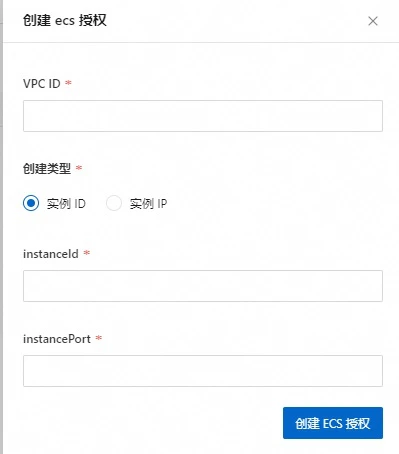 创建 ecs 授权
VPC ID *
创建类型 *
实例 ID 实例 IP
instanceId *
instancePort *
创建 ECS 授权